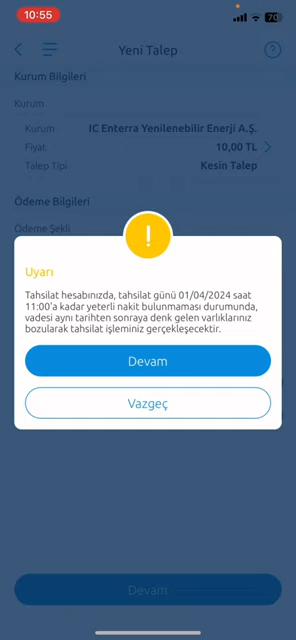 10:55
70
Yeni Talep
?
Kurum Bilgileri
Kurum
Kurum IC Enterra Yenilenebilir Enerji A.Ş.
Fiyat 10,00 TL
Talep Tipi Kesin Talep
Ödeme Bilgileri
Ödeme Şekli
!
Uyarı
Tahsilat hesabınızda, tahsilat günü 01/04/2024 saat
11:00'a kadar yeterli nakit bulunmaması durumunda,
vadesi aynı tarihten sonraya denk gelen varlıklarınız
bozularak tahsilat işleminiz gerçekleşecektir.
Devam
Vazgeç
Devam